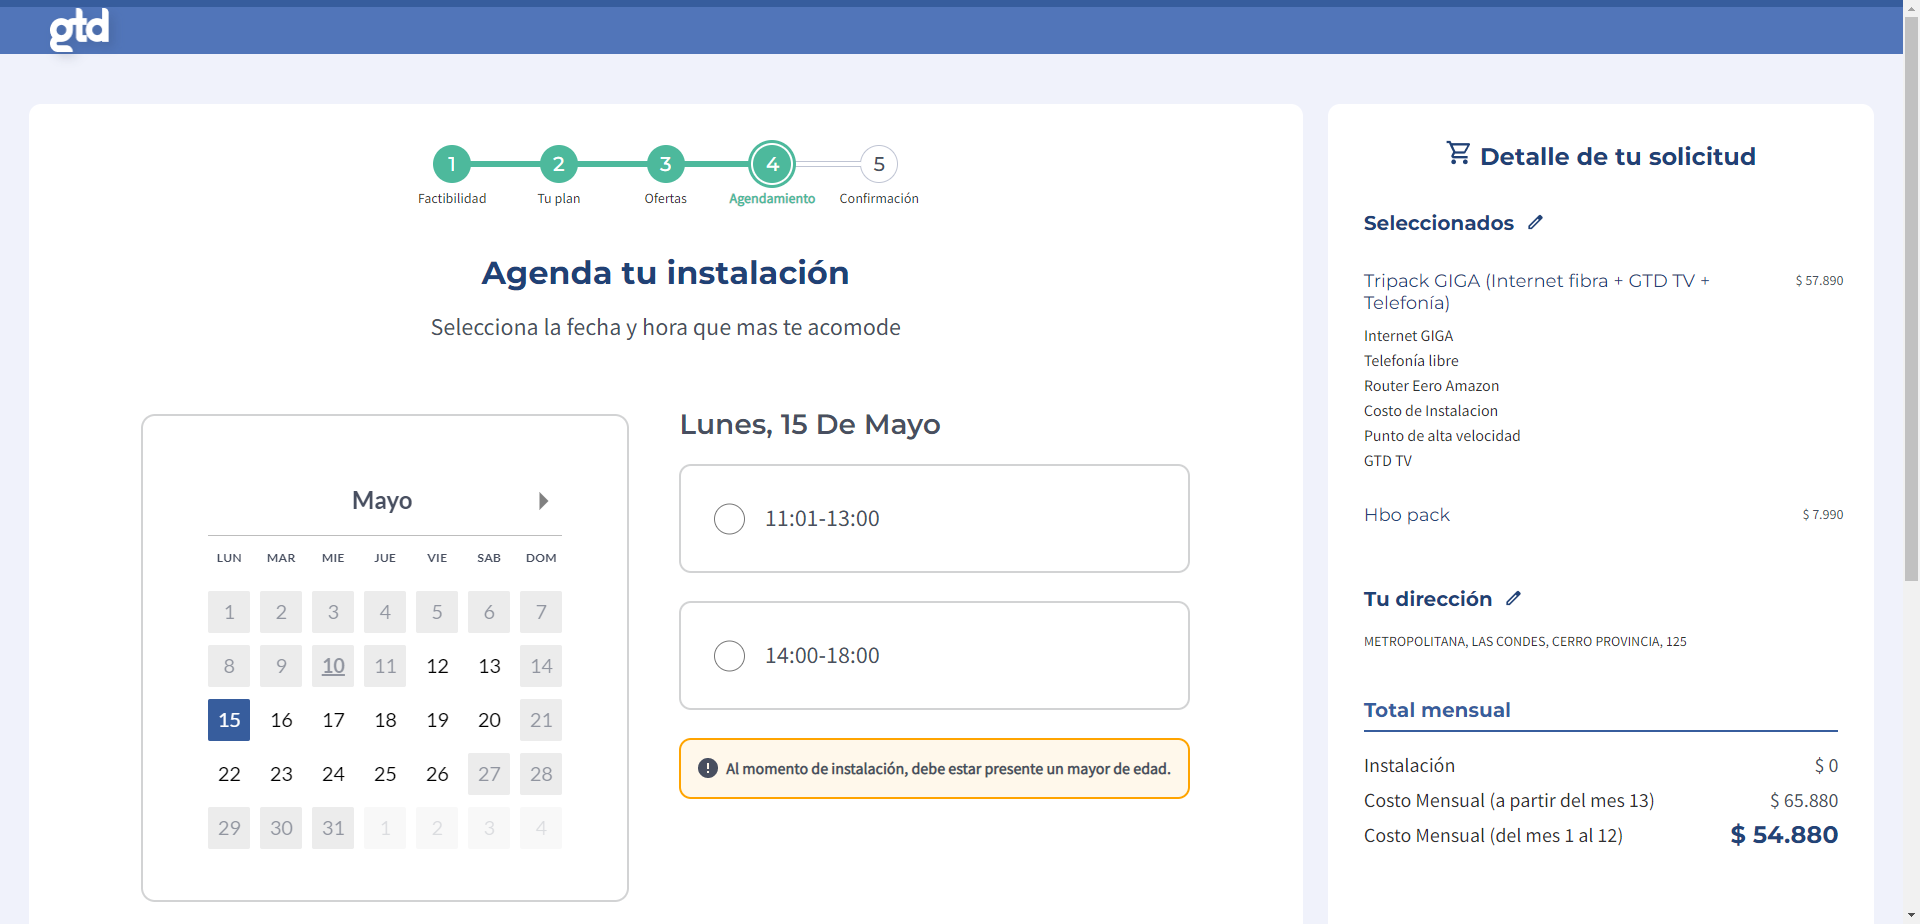 gtd
1 2 3 4 5
Factibilidad Tu plan Ofertas Agendamiento Confirmación
Agenda tu instalación
Selecciona la fecha y hora que mas te acomode
Mayo
LUN MAR MIE JUE VIE SAB DOM
1 2 3 4 5 6 7
8 9 10 11 12 13 14
15 16 17 18 19 20 21
22 23 24 25 26 27 28
29 30 31 1 2 3 4
Lunes, 15 De Mayo
11:01-13:00
14:00-18:00
Al momento de instalación, debe estar presente un mayor de edad.
Detalle de tu solicitud
Seleccionados
Tripack GIGA (Internet fibra + GTD TV + $ 57.890
Telefonía)
Internet GIGA
Telefonía libre
Router Eero Amazon
Costo de Instalacion
Punto de alta velocidad
GTD TV
Hbo pack $ 7.990
Tu dirección
METROPOLITANA, LAS CONDES, CERRO PROVINCIA, 125
Total mensual
Instalación $ 0
Costo Mensual (a partir del mes 13) $ 65.880
Costo Mensual (del mes 1 al 12) $ 54.880